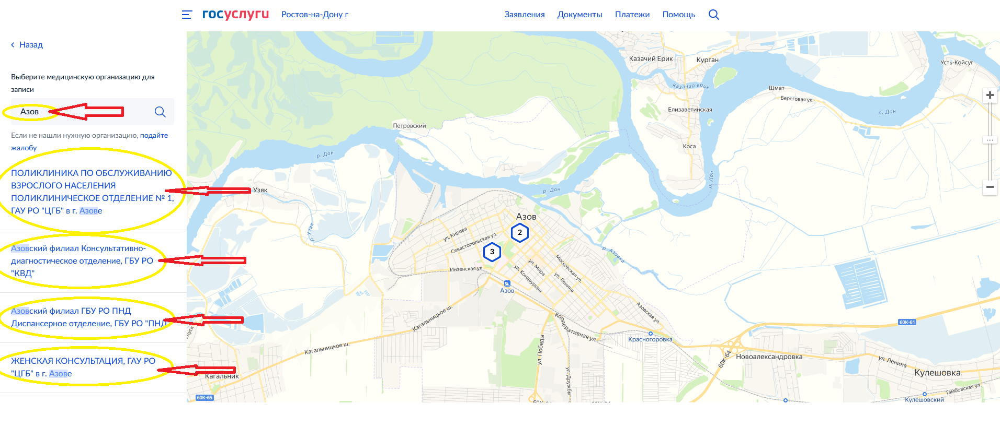 госуслуги
Ростов-на-Дону г
Заявления
Документы
Платежи
Помощь
Назад
Выберите медицинскую организацию для
записи
Азов
Если не нашли нужную организацию, подайте
жалобу
ПОЛИКЛИНИКА ПО ОБСЛУЖИВАНИЮ
ВЗРОСЛОГО НАСЕЛЕНИЯ
ПОЛИКЛИНИЧЕСКОЕ ОТДЕЛЕНИЕ № 1,
ГАУ РО "ЦГБ" в г. Азове
Азовский филиал Консультативно-
диагностическое отделение, ГБУ РО
"КВД"
Азовский филиал ГБУ РО ПНД
Диспансерное отделение, ГБУ РО "ПНД
ЖЕНСКАЯ КОНСУЛЬТАЦИЯ, ГАУ РО
"ЦГБ" в г. Азове
Казачий Ерик
Курган
Усть-Койсуг
Казачий ерик
Шмат
Береговая ул.
Елизаветинская
р. Дон
Петровский
Коса
р. Дон
р. Дон
р. Дон
Узяк
Азов
2
ул. Кирова
р. Узяк
Севастопольская ул.
3
р. Азовка
Московская ул.
ул. Мира
Инзенская ул.
ул. Кондаурова
ул. Ленина
Азов
Азовская ул.
Кагальницкое ш.
Кооперативная ул.
60К-61
Красногоровка
ул. Победы
Кагальницкое ш.
60К-64
Новоалександровка
ул. Ленина
Кагальник
ул. Дружбы
Кулешовка
Тамбовская ул.
60К-65
Кулешовский